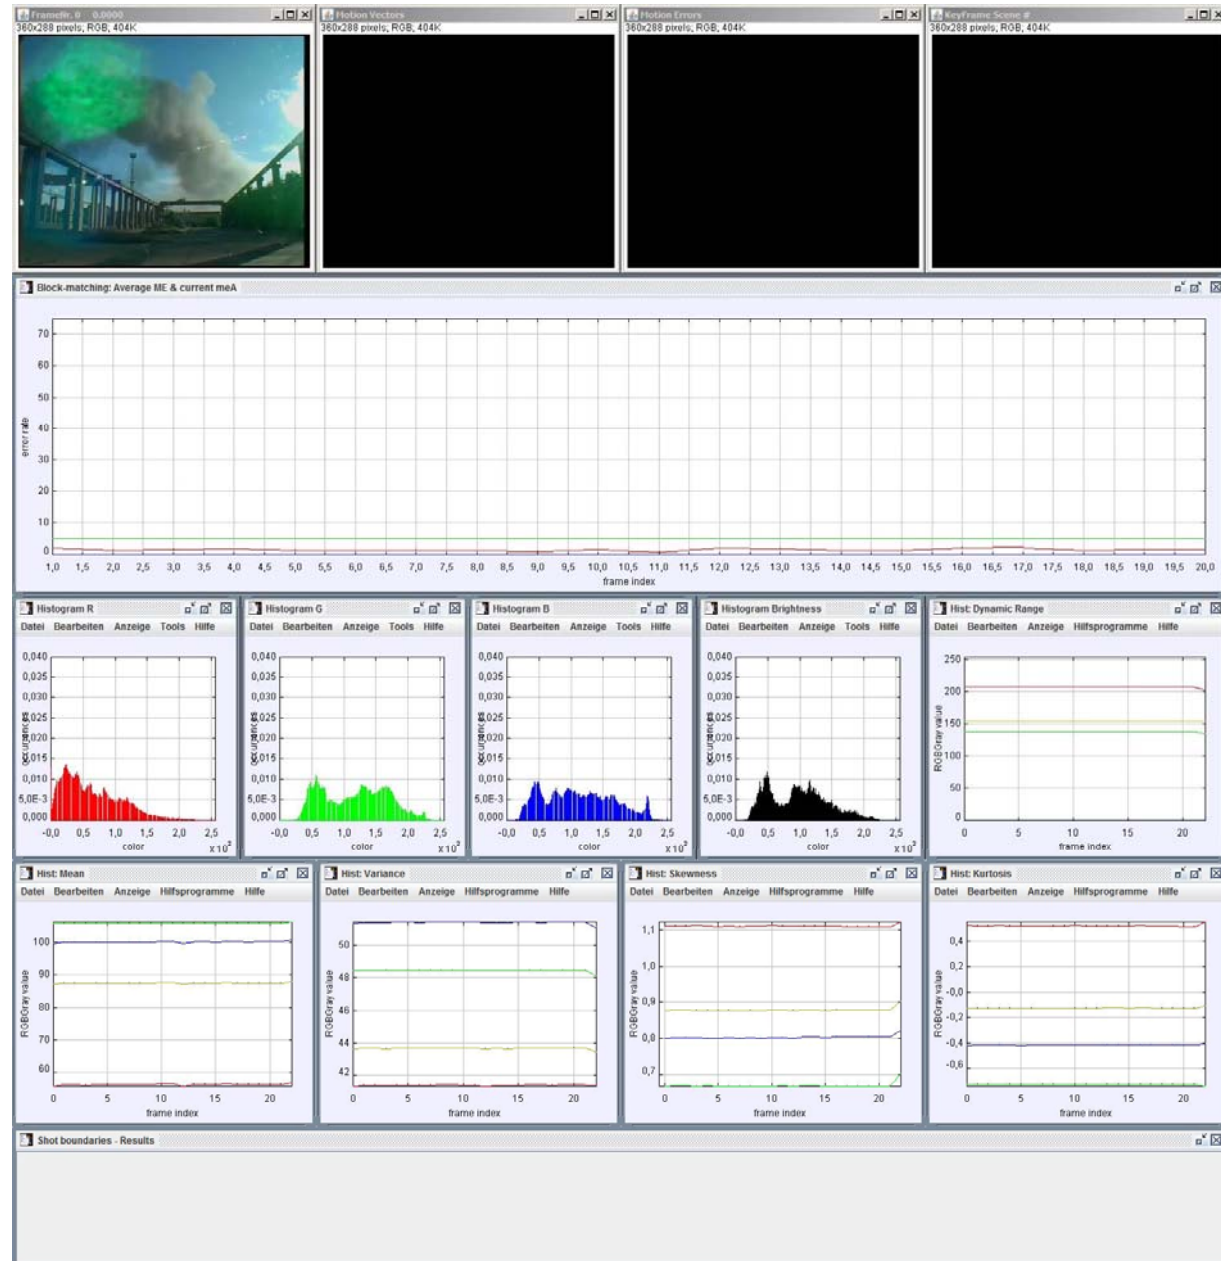 FrameNr. 0 0.0000
Motion Vectors
Motion Errors
KeyFrame Scene #
360x288 pixels; RGB; 404K
360x288 pixels; RGB; 404K
360x288 pixels; RGB; 404K
360x288 pixels; RGB; 404K
Block-matching: Average ME & current meA
error rate
70
60
50
40
30
20
10
0
1,0 1,5 2,0 2,5 3,0 3,5 4,0 4,5 5,0 5,5 6,0 6,5 7,0 7,5 8,0 8,5 9,0 9,5 10,0 10,5 11,0 11,5 12,0 12,5 13,0 13,5 14,0 14,5 15,0 15,5 16,0 16,5 17,0 17,5 18,0 18,5 19,0 19,5 20,0
frame index
Histogram R
Datei Bearbeiten Anzeige Tools Hilfe
0,040
0,035
0,030
0,025
0,020
0,015
0,010
5,0E-3
0,000
occurrences
-0,0 0,5 1,0 1,5 2,0 2,5
color x 10²
Histogram G
Datei Bearbeiten Anzeige Tools Hilfe
0,040
0,035
0,030
0,025
0,020
0,015
0,010
5,0E-3
0,000
occurrences
-0,0 0,5 1,0 1,5 2,0 2,5
color x 10²
Histogram B
Datei Bearbeiten Anzeige Tools Hilfe
0,040
0,035
0,030
0,025
0,020
0,015
0,010
5,0E-3
0,000
occurrences
-0,0 0,5 1,0 1,5 2,0 2,5
color x 10²
Histogram Brightness
Datei Bearbeiten Anzeige Tools Hilfe
0,040
0,035
0,030
0,025
0,020
0,015
0,010
5,0E-3
0,000
occurrences
-0,0 0,5 1,0 1,5 2,0 2,5
color x 10²
Hist: Dynamic Range
Datei Bearbeiten Anzeige Hilfsprogramme Hilfe
250
200
150
100
50
0
RGBGray value
0 5 10 15 20
frame index
Hist: Mean
Datei Bearbeiten Anzeige Hilfsprogramme Hilfe
100
90
80
70
60
RGBGray value
0 5 10 15 20
frame index
Hist: Variance
Datei Bearbeiten Anzeige Hilfsprogramme Hilfe
50
48
46
44
42
RGBGray value
0 5 10 15 20
frame index
Hist: Skewness
Datei Bearbeiten Anzeige Hilfsprogramme Hilfe
1,1
1,0
0,9
0,8
0,7
RGBGray value
0 5 10 15 20
frame index
Hist: Kurtosis
Datei Bearbeiten Anzeige Hilfsprogramme Hilfe
0,4
0,2
-0,0
-0,2
-0,4
-0,6
RGBGray value
0 5 10 15 20
frame index
Shot boundaries - Results